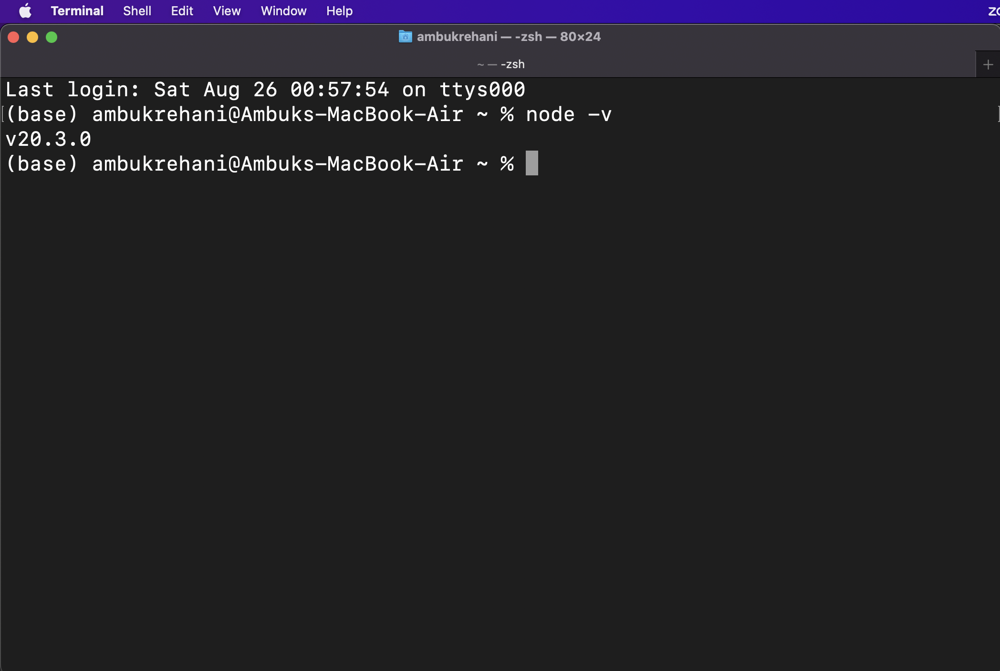 Terminal Shell Edit View Window Help
ambukrehani — -zsh — 80×24
~ — -zsh
Last login: Sat Aug 26 00:57:54 on ttys000
(base) ambukrehani@Ambuks-MacBook-Air ~ % node -v
v20.3.0
(base) ambukrehani@Ambuks-MacBook-Air ~ %